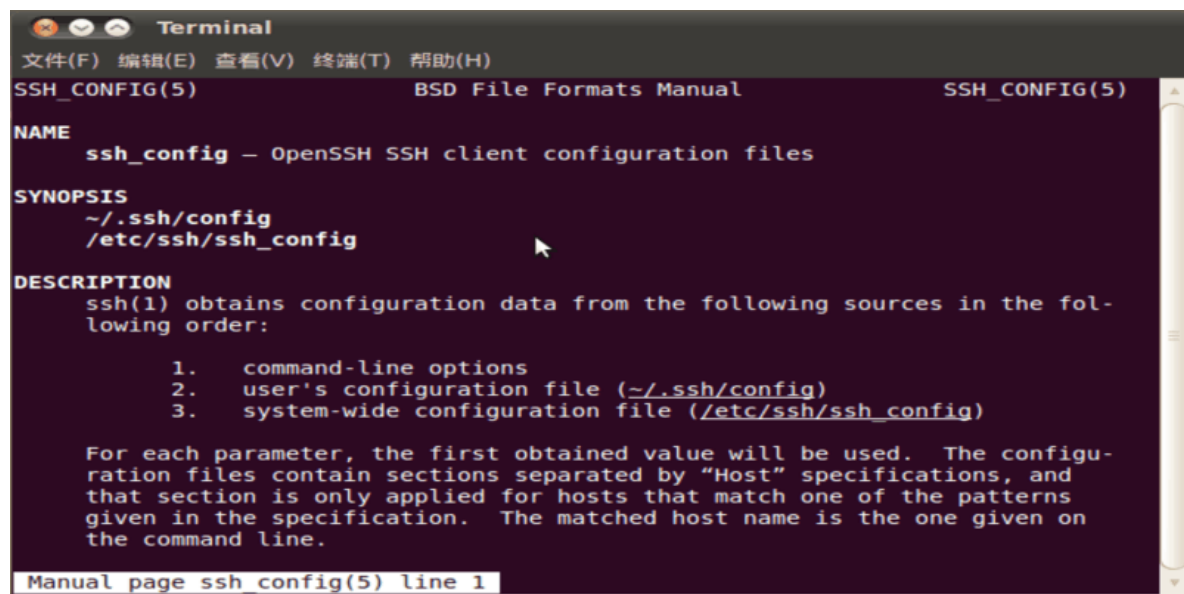 Terminal
文件(F) 编辑(E) 查看(V) 终端(T) 帮助(H)
SSH_CONFIG(5) BSD File Formats Manual SSH_CONFIG(5)
NAME
ssh_config — OpenSSH SSH client configuration files
SYNOPSIS
~/.ssh/config
/etc/ssh/ssh_config
DESCRIPTION
ssh(1) obtains configuration data from the following sources in the fol-
lowing order:
1. command-line options
2. user's configuration file (~/.ssh/config)
3. system-wide configuration file (/etc/ssh/ssh_config)
For each parameter, the first obtained value will be used. The configu-
ration files contain sections separated by “Host” specifications, and
that section is only applied for hosts that match one of the patterns
given in the specification. The matched host name is the one given on
the command line.
Manual page ssh_config(5) line 1